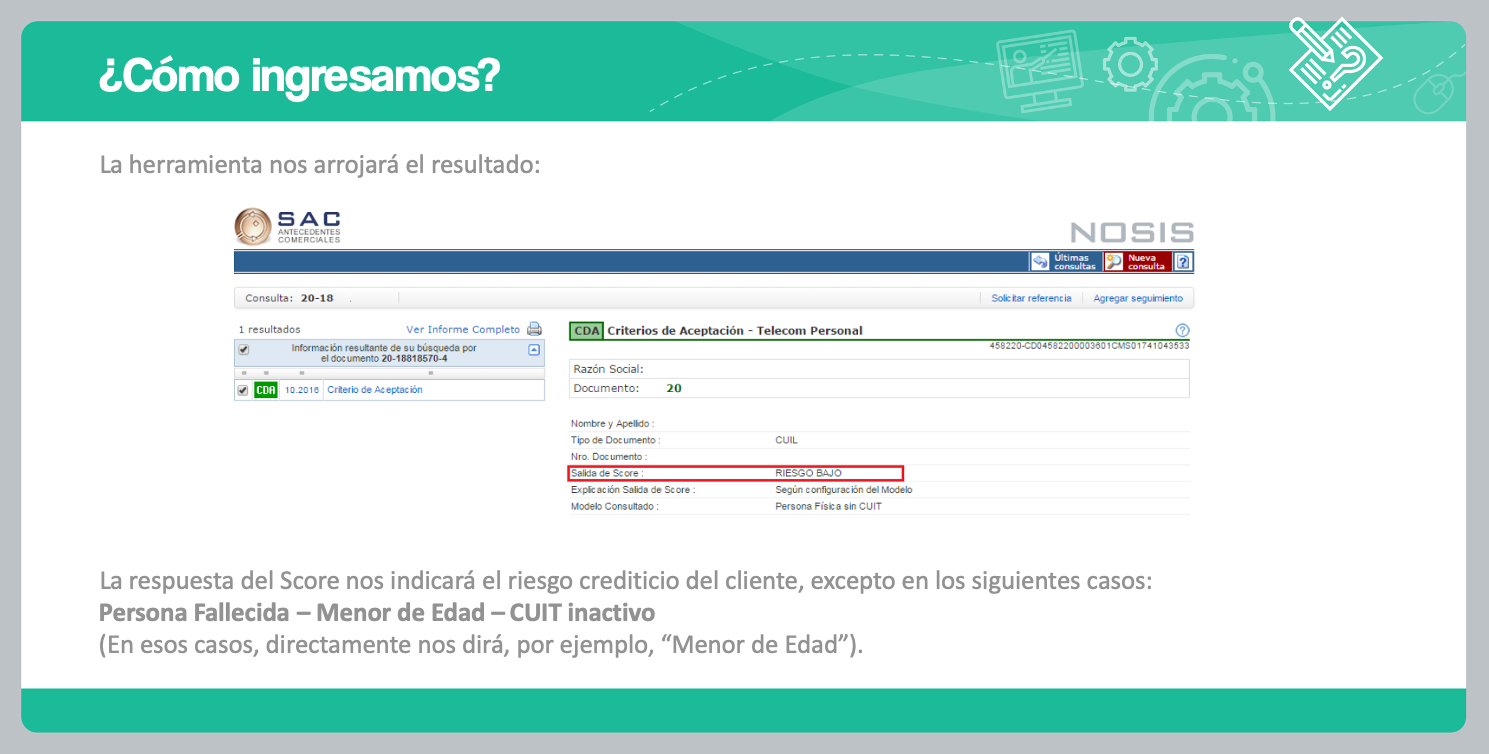 ¿Cómo ingresamos?
La herramienta nos arrojará el resultado:
SAC
ANTECEDENTES
COMERCIALES
NOSIS
Últimas
consultas
Nueva
consulta
?
Consulta: 20-18
Solicitar referencia
Agregar seguimiento
1 resultados
Ver Informe Completo
Información resultante de su búsqueda por
el documento 20-18818570-4
CDA 10.2016 Criterio de Aceptación
CDA Criterios de Aceptación - Telecom Personal
?
458220-CD04582200003601CMS01741043533
Razón Social:
Documento: 20
Nombre y Apellido :
Tipo de Documento : CUIL
Nro. Documento :
Salida de Score : RIESGO BAJO
Explicación Salida de Score : Según configuración del Modelo
Modelo Consultado : Persona Física sin CUIT
La respuesta del Score nos indicará el riesgo crediticio del cliente, excepto en los siguientes casos:
Persona Fallecida – Menor de Edad – CUIT inactivo
(En esos casos, directamente nos dirá, por ejemplo, “Menor de Edad”).